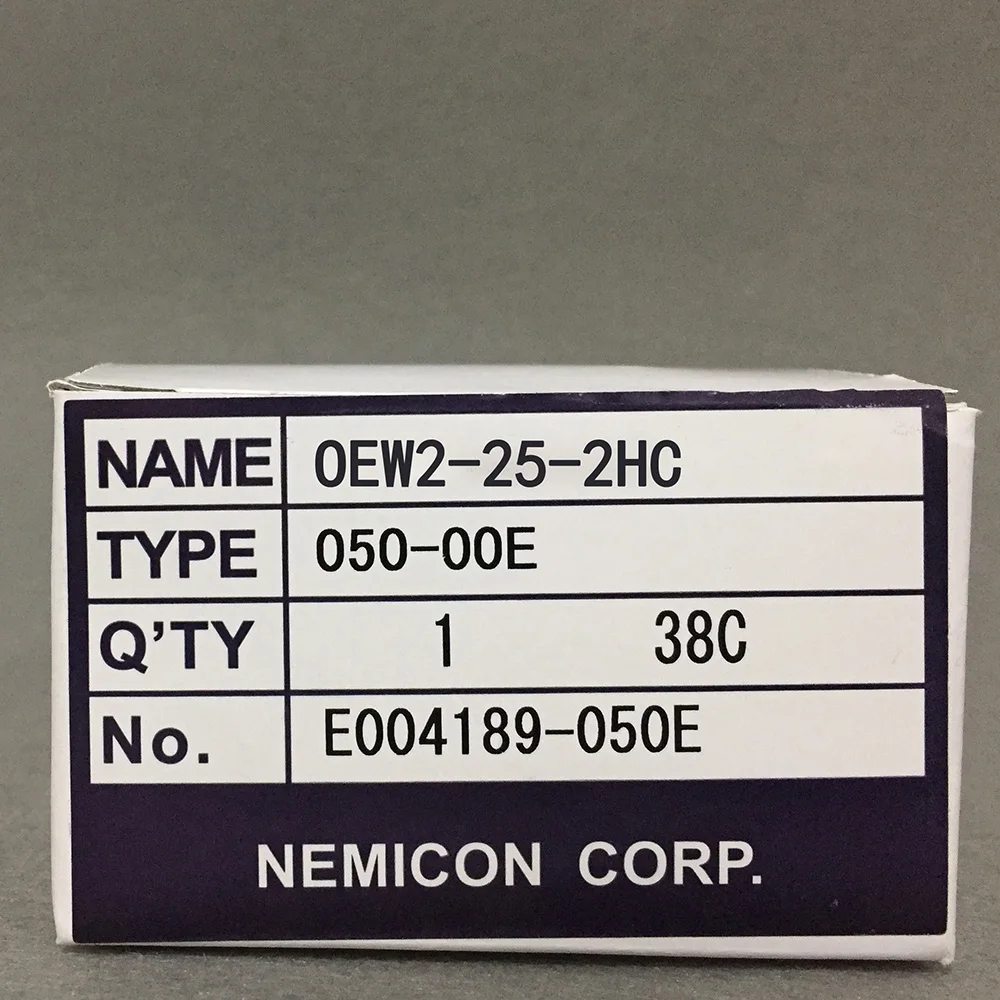 NAME OEW2-25-2HC
TYPE 050-00E
Q'TY 1 38C
No. E004189-050E
NEMICON CORP.